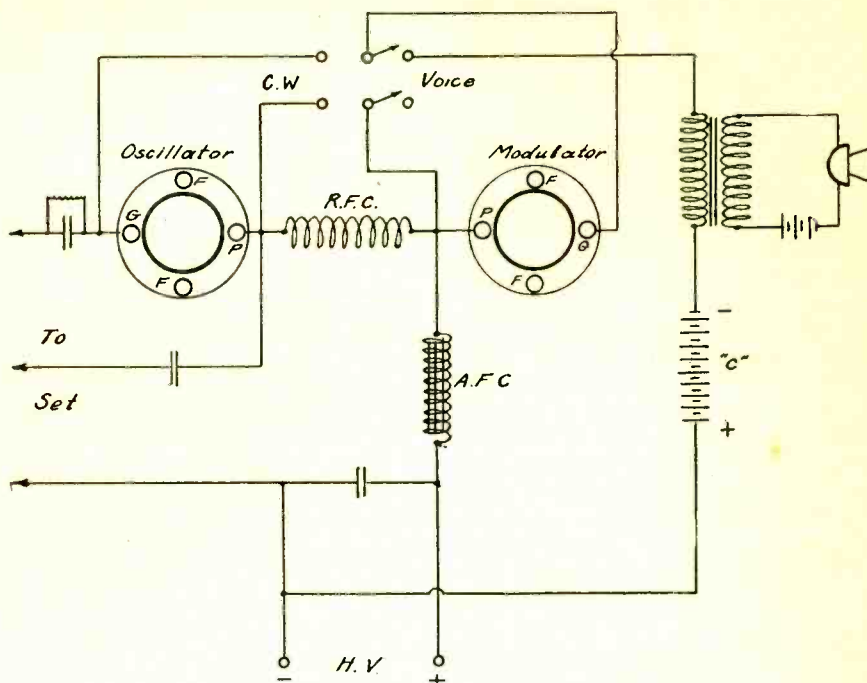 C.W
Voice
Oscillator
Modulator
F
F
R.F.C.
G
P
P
G
F
F
To
Set
A.F.C
-
"C"
+
H.V
-
+